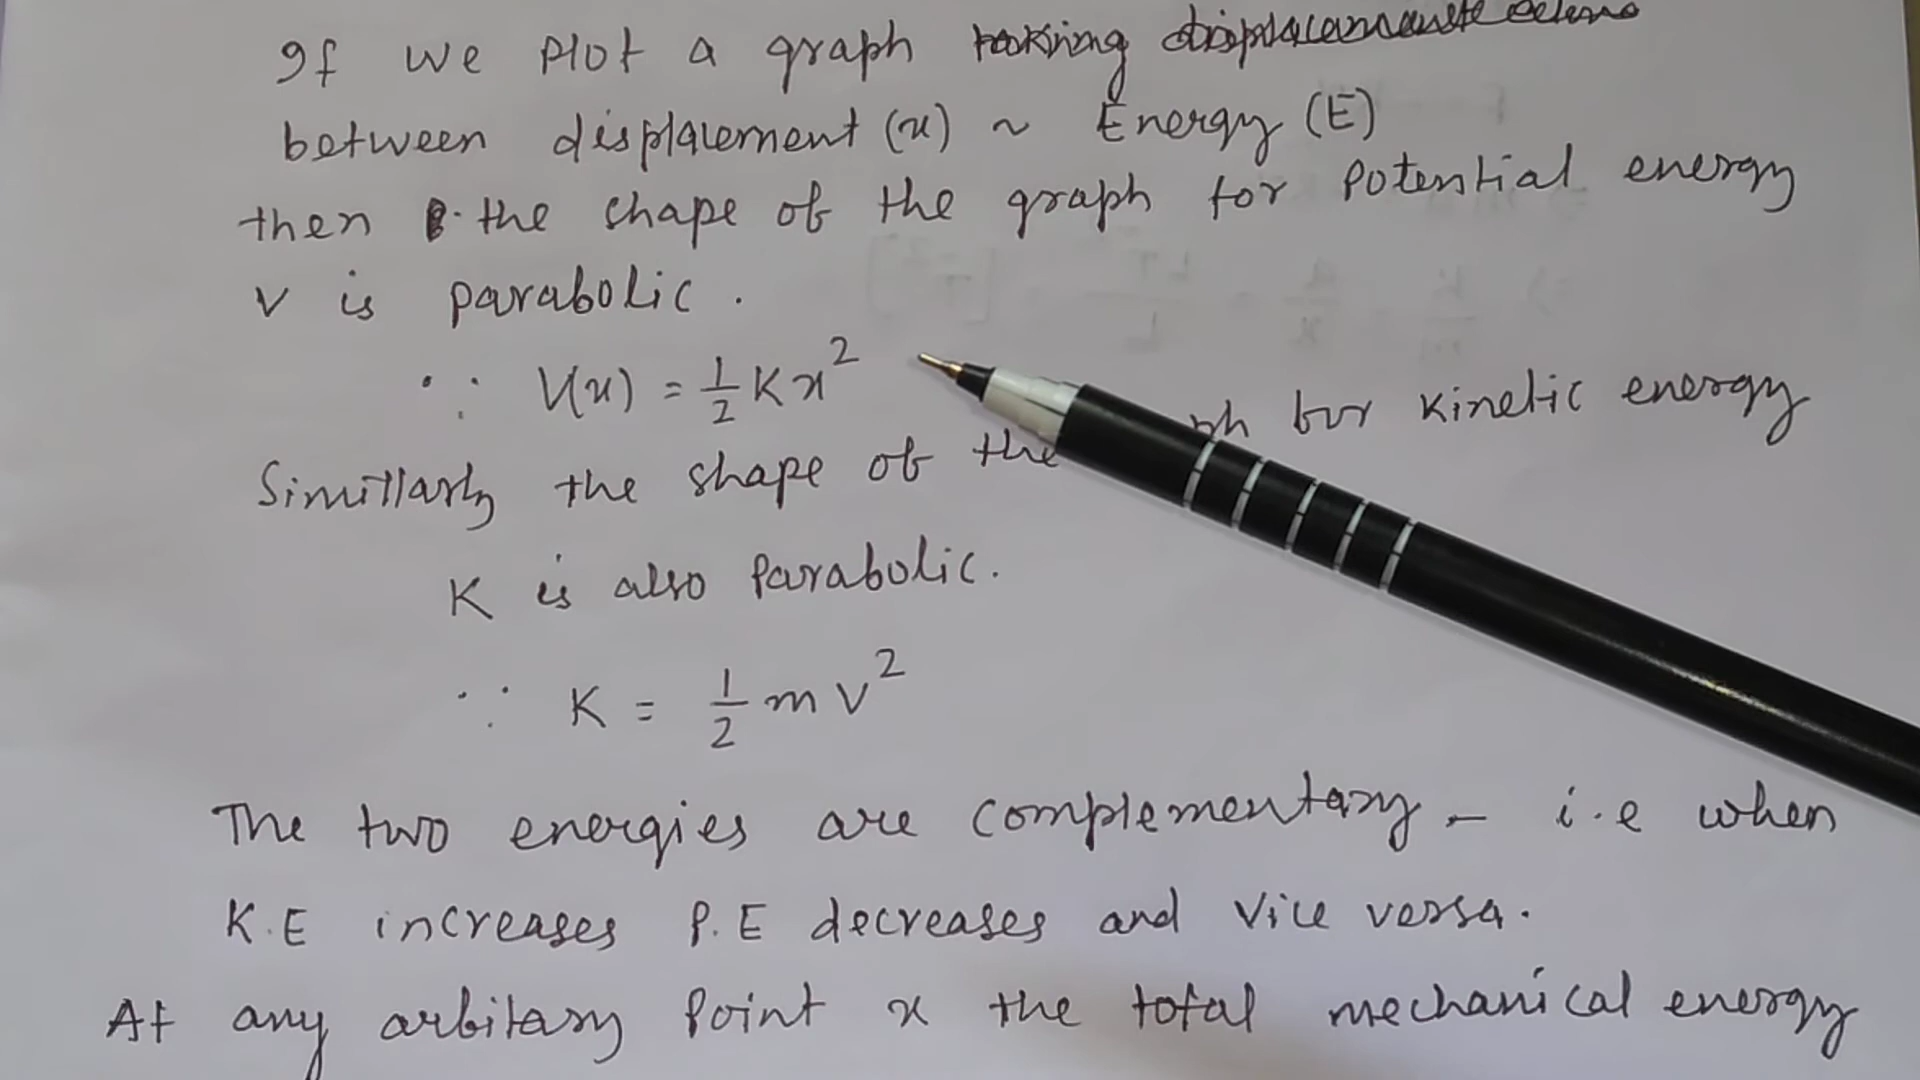 If we plot a graph
between displacement (x) ~ Energy (E)
then the shape of the graph for potential energy
V is parabolic.
∵ V(x) = 1/2 Kx²
Simillarly the shape of the ph for kinetic energy
K is also parabolic.
∵ K = 1/2 mv²
The two energies are complementary - i.e when
K.E increases P.E decreases and vice versa.
At any arbitary point x the total mechanical energy